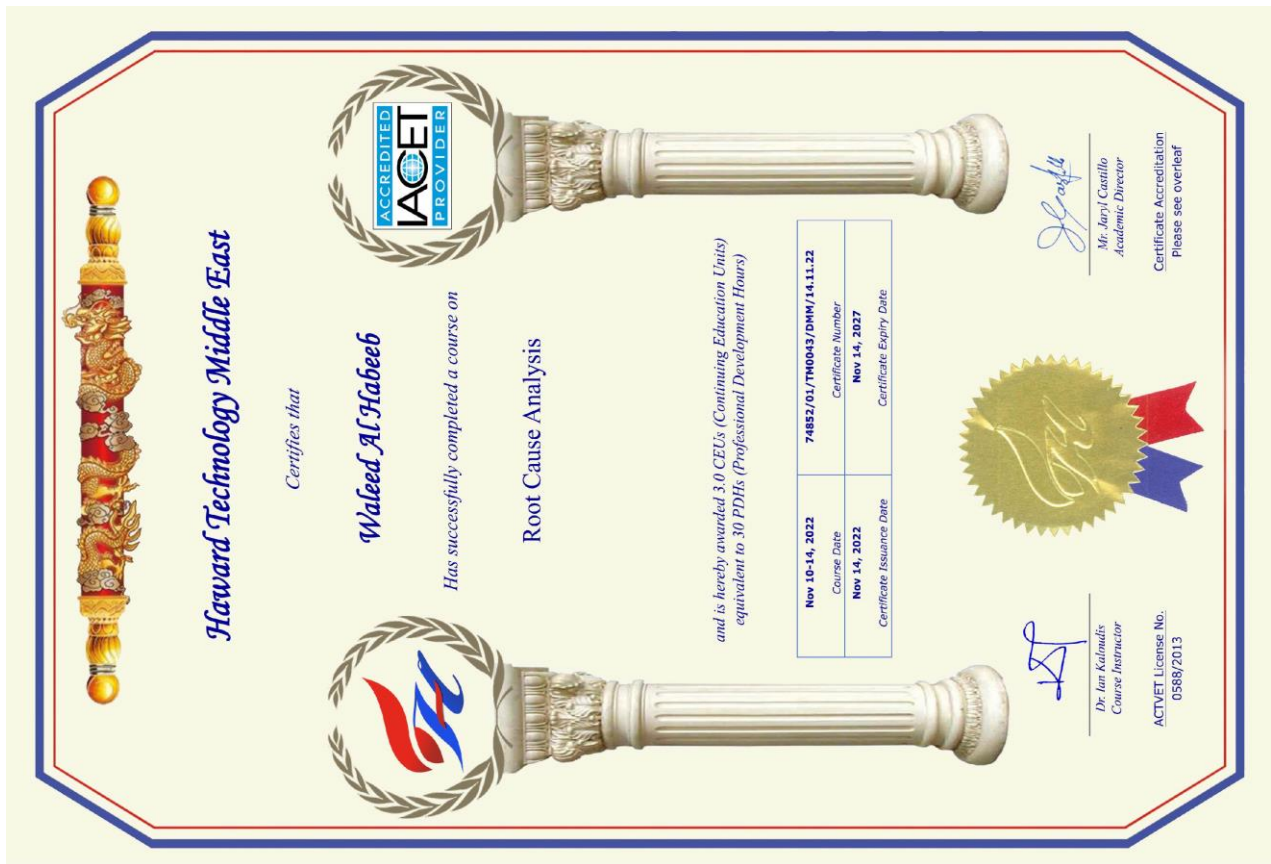 Haward Technology Middle East
Certifies that
ACCREDITED
IACET
PROVIDER
Waleed Al Habeeb
Has successfully completed a course on
Root Cause Analysis
and is hereby awarded 3.0 CEUs (Continuing Education Units)
equivalent to 30 PDHs (Professional Development Hours)
Nov 10-14, 2022
Course Date
74852/01/TM0043/DMM/14.11.22
Certificate Number
Nov 14, 2022
Certificate Issuance Date
Nov 14, 2027
Certificate Expiry Date
Dr. Ian Kaloudis
Course Instructor
Mr. Jaryl Castillo
Academic Director
ACTVET License No.
0588/2013
Certificate Accreditation
Please see overleaf